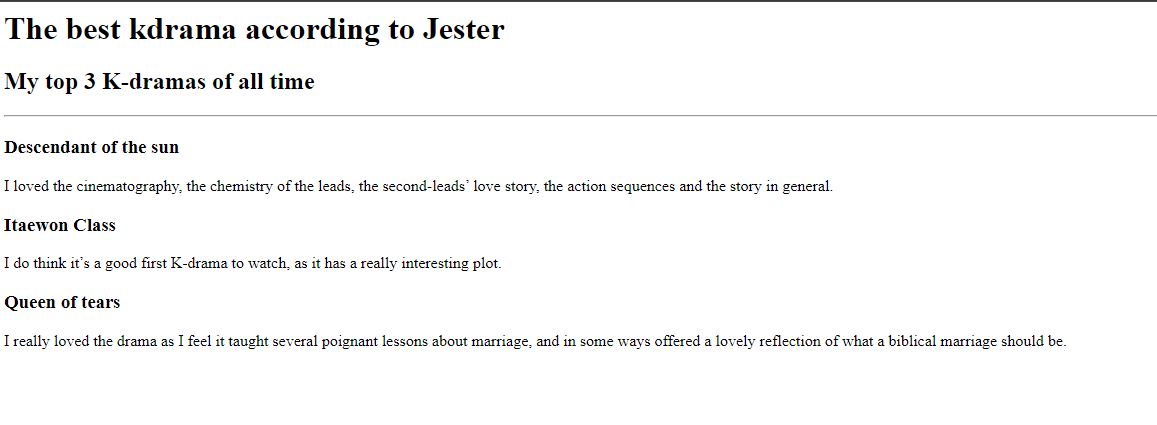 The best kdrama according to Jester
My top 3 K-dramas of all time
Descendant of the sun
I loved the cinematography, the chemistry of the leads, the second-leads’ love story, the action sequences and the story in general.
Itaewon Class
I do think it’s a good first K-drama to watch, as it has a really interesting plot.
Queen of tears
I really loved the drama as I feel it taught several poignant lessons about marriage, and in some ways offered a lovely reflection of what a biblical marriage should be.